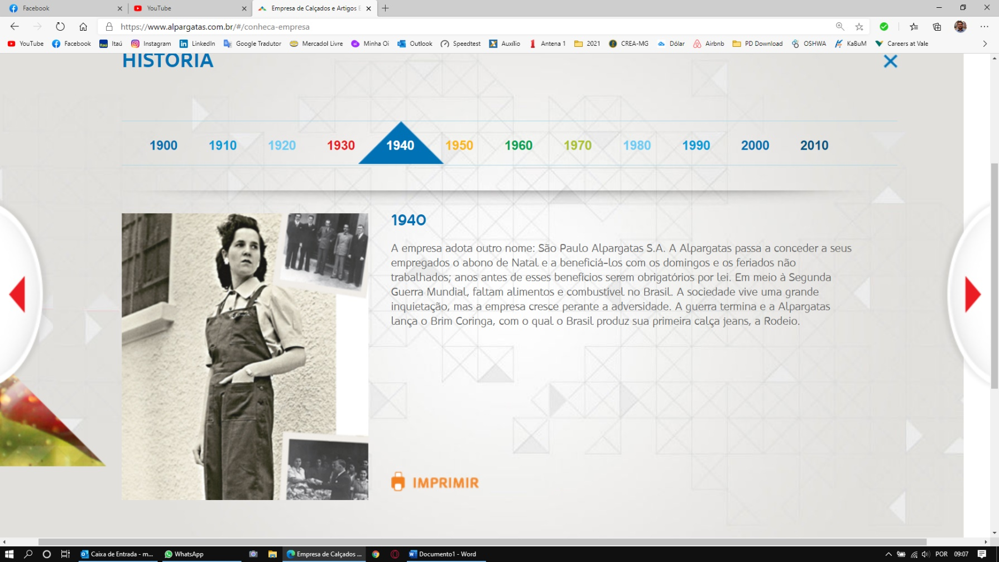 Facebook
YouTube
Empresa de Calçados e Artigos E
https://www.alpargatas.com.br/#/conheca-empresa
YouTube Facebook Itaú Instagram LinkedIn Google Tradutor Mercadol Livre Minha Oi Outlook Speedtest Auxílio Antena 1 2021 CREA-MG Dólar Airbnb PD Download OSHWA KaBuM Careers at Vale
HISTÓRIA
1900 1910 1920 1930 1940 1950 1960 1970 1980 1990 2000 2010
1940
A empresa adota outro nome: São Paulo Alpargatas S.A. A Alpargatas passa a conceder a seus
empregados o abono de Natal e a beneficiá-los com os domingos e os feriados não
trabalhados; anos antes de esses benefícios serem obrigatórios por lei. Em meio à Segunda
Guerra Mundial, faltam alimentos e combustível no Brasil. A sociedade vive uma grande
inquietação, mas a empresa cresce perante a adversidade. A guerra termina e a Alpargatas
lança o Brim Coringa, com o qual o Brasil produz sua primeira calça jeans, a Rodeio.
IMPRIMIR
Caixa de Entrada - m... WhatsApp Empresa de Calçados ... Documento1 - Word POR 09:07